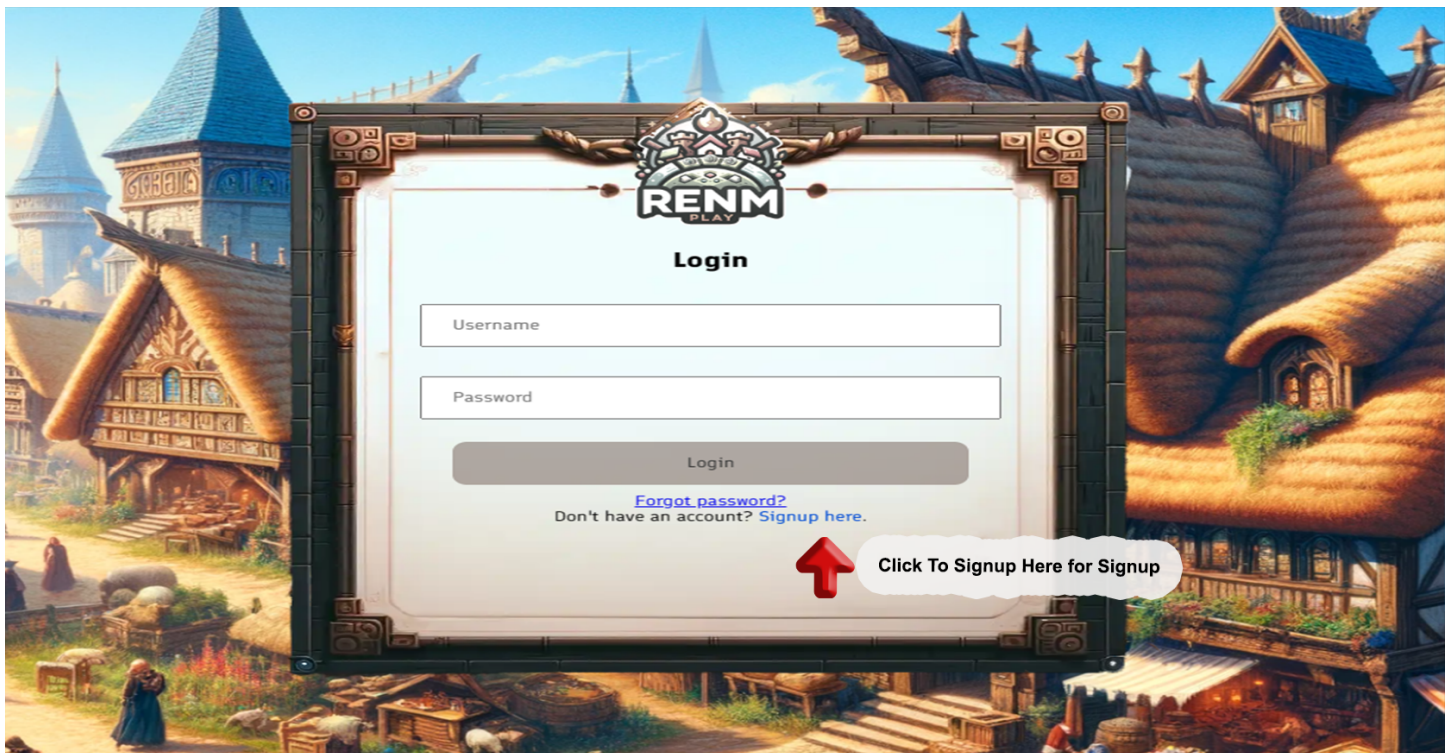 RENM
PLAY
Login
Username
Password
Login
Forgot password?
Don't have an account? Signup here.
Click To Signup Here for Signup